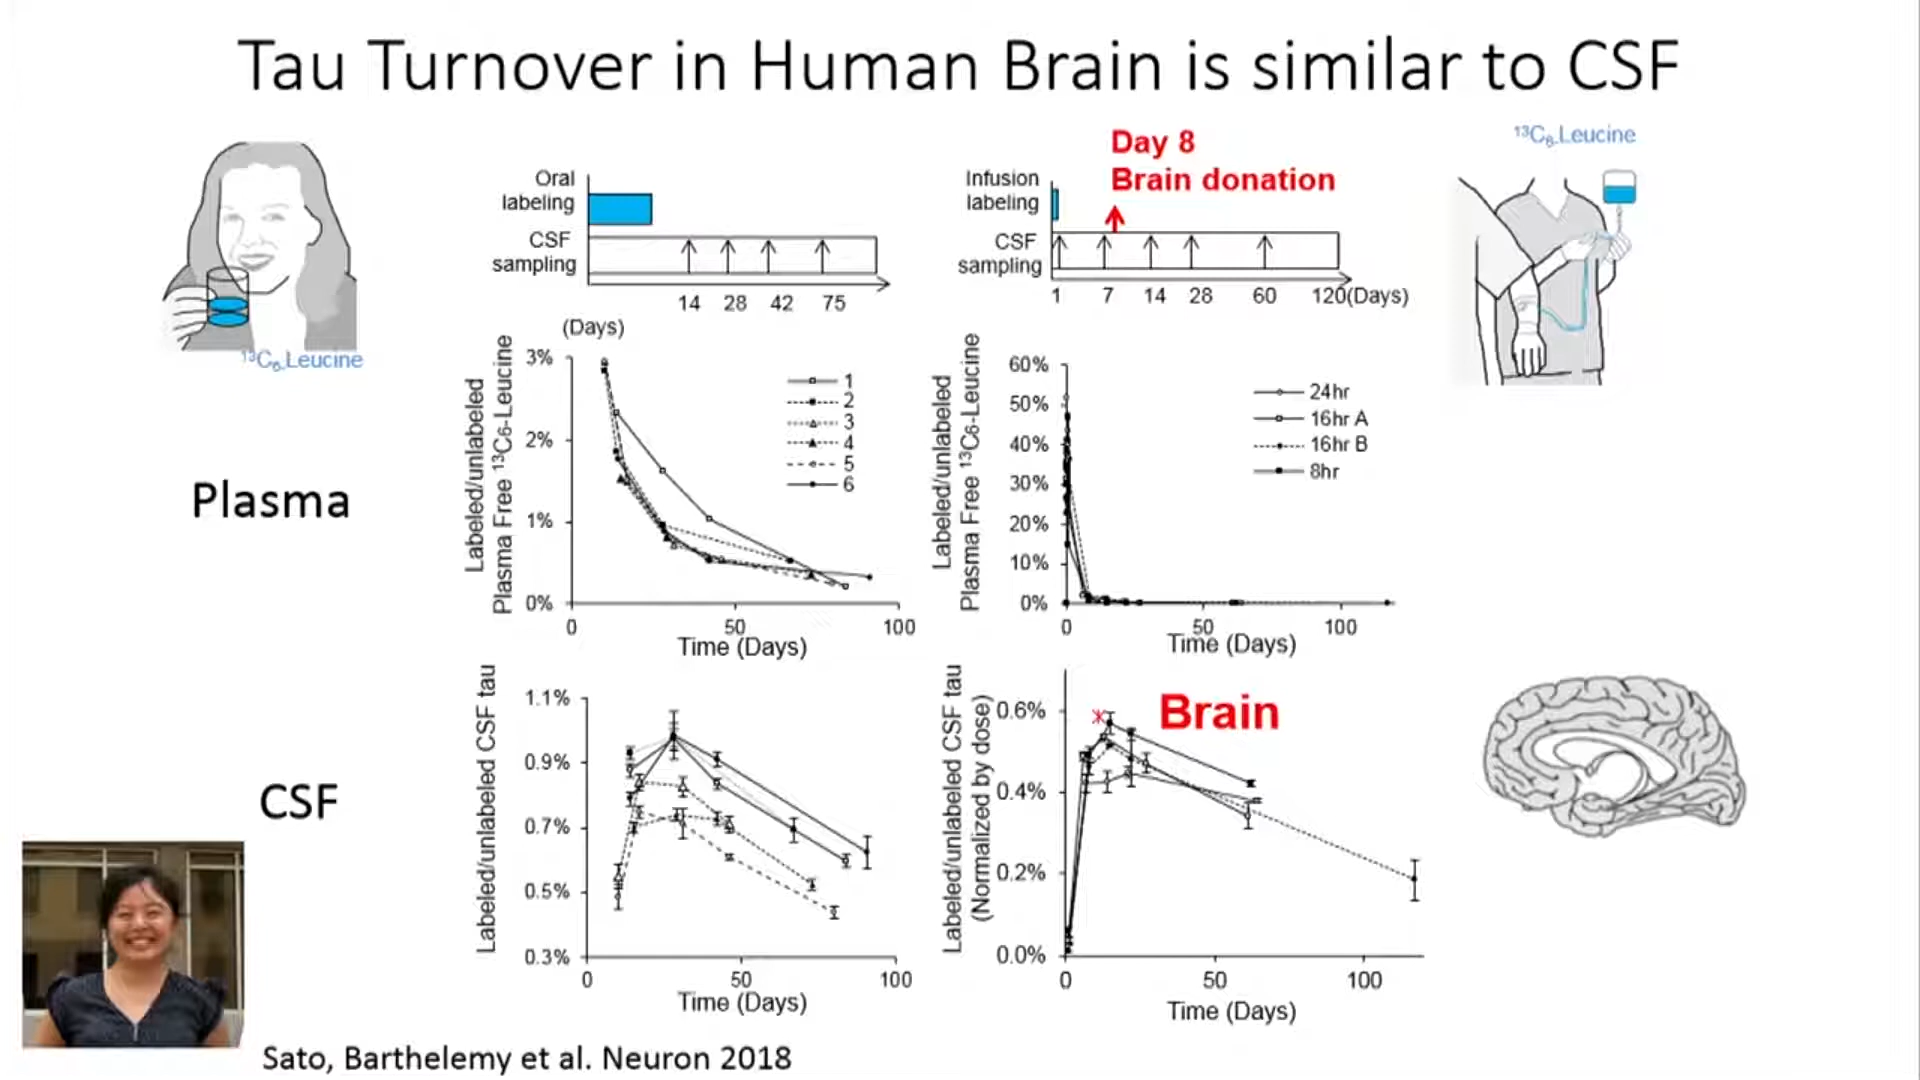 Tau Turnover in Human Brain is similar to CSF
13C6-Leucine
Oral
labeling
CSF
sampling
14 28 42 75
(Days)
Day 8
Brain donation
Infusion
labeling
CSF
sampling
1 7 14 28 60 120(Days)
13C6-Leucine
Plasma
Labeled/unlabeled
Plasma Free 13C6-Leucine
3%
2%
1%
0%
0 50 100
Time (Days)
1
2
3
4
5
6
Labeled/unlabeled
Plasma Free 13C6-Leucine
60%
50%
40%
30%
20%
10%
0%
0 50 100
Time (Days)
24hr
16hr A
16hr B
8hr
CSF
Labeled/unlabeled CSF tau
1.1%
0.9%
0.7%
0.5%
0.3%
0 50 100
Time (Days)
Labeled/unlabeled CSF tau
(Normalized by dose)
0.6%
0.4%
0.2%
0.0%
0 50 100
Time (Days)
Brain
Sato, Barthelemy et al. Neuron 2018